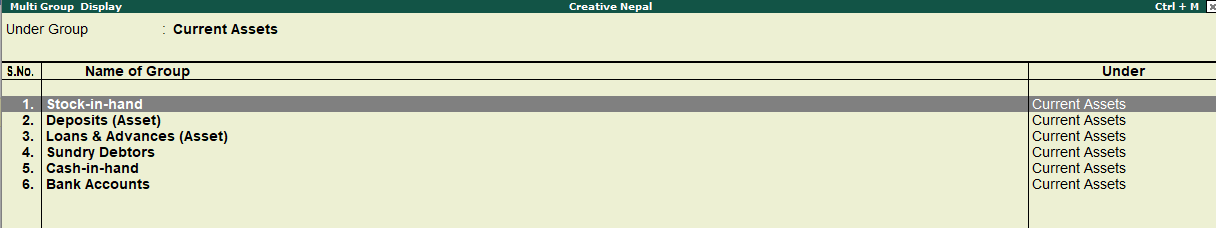 Multi Group Display Creative Nepal Ctrl + M
Under Group : Current Assets
S.No. Name of Group Under
1. Stock-in-hand Current Assets
2. Deposits (Asset) Current Assets
3. Loans & Advances (Asset) Current Assets
4. Sundry Debtors Current Assets
5. Cash-in-hand Current Assets
6. Bank Accounts Current Assets